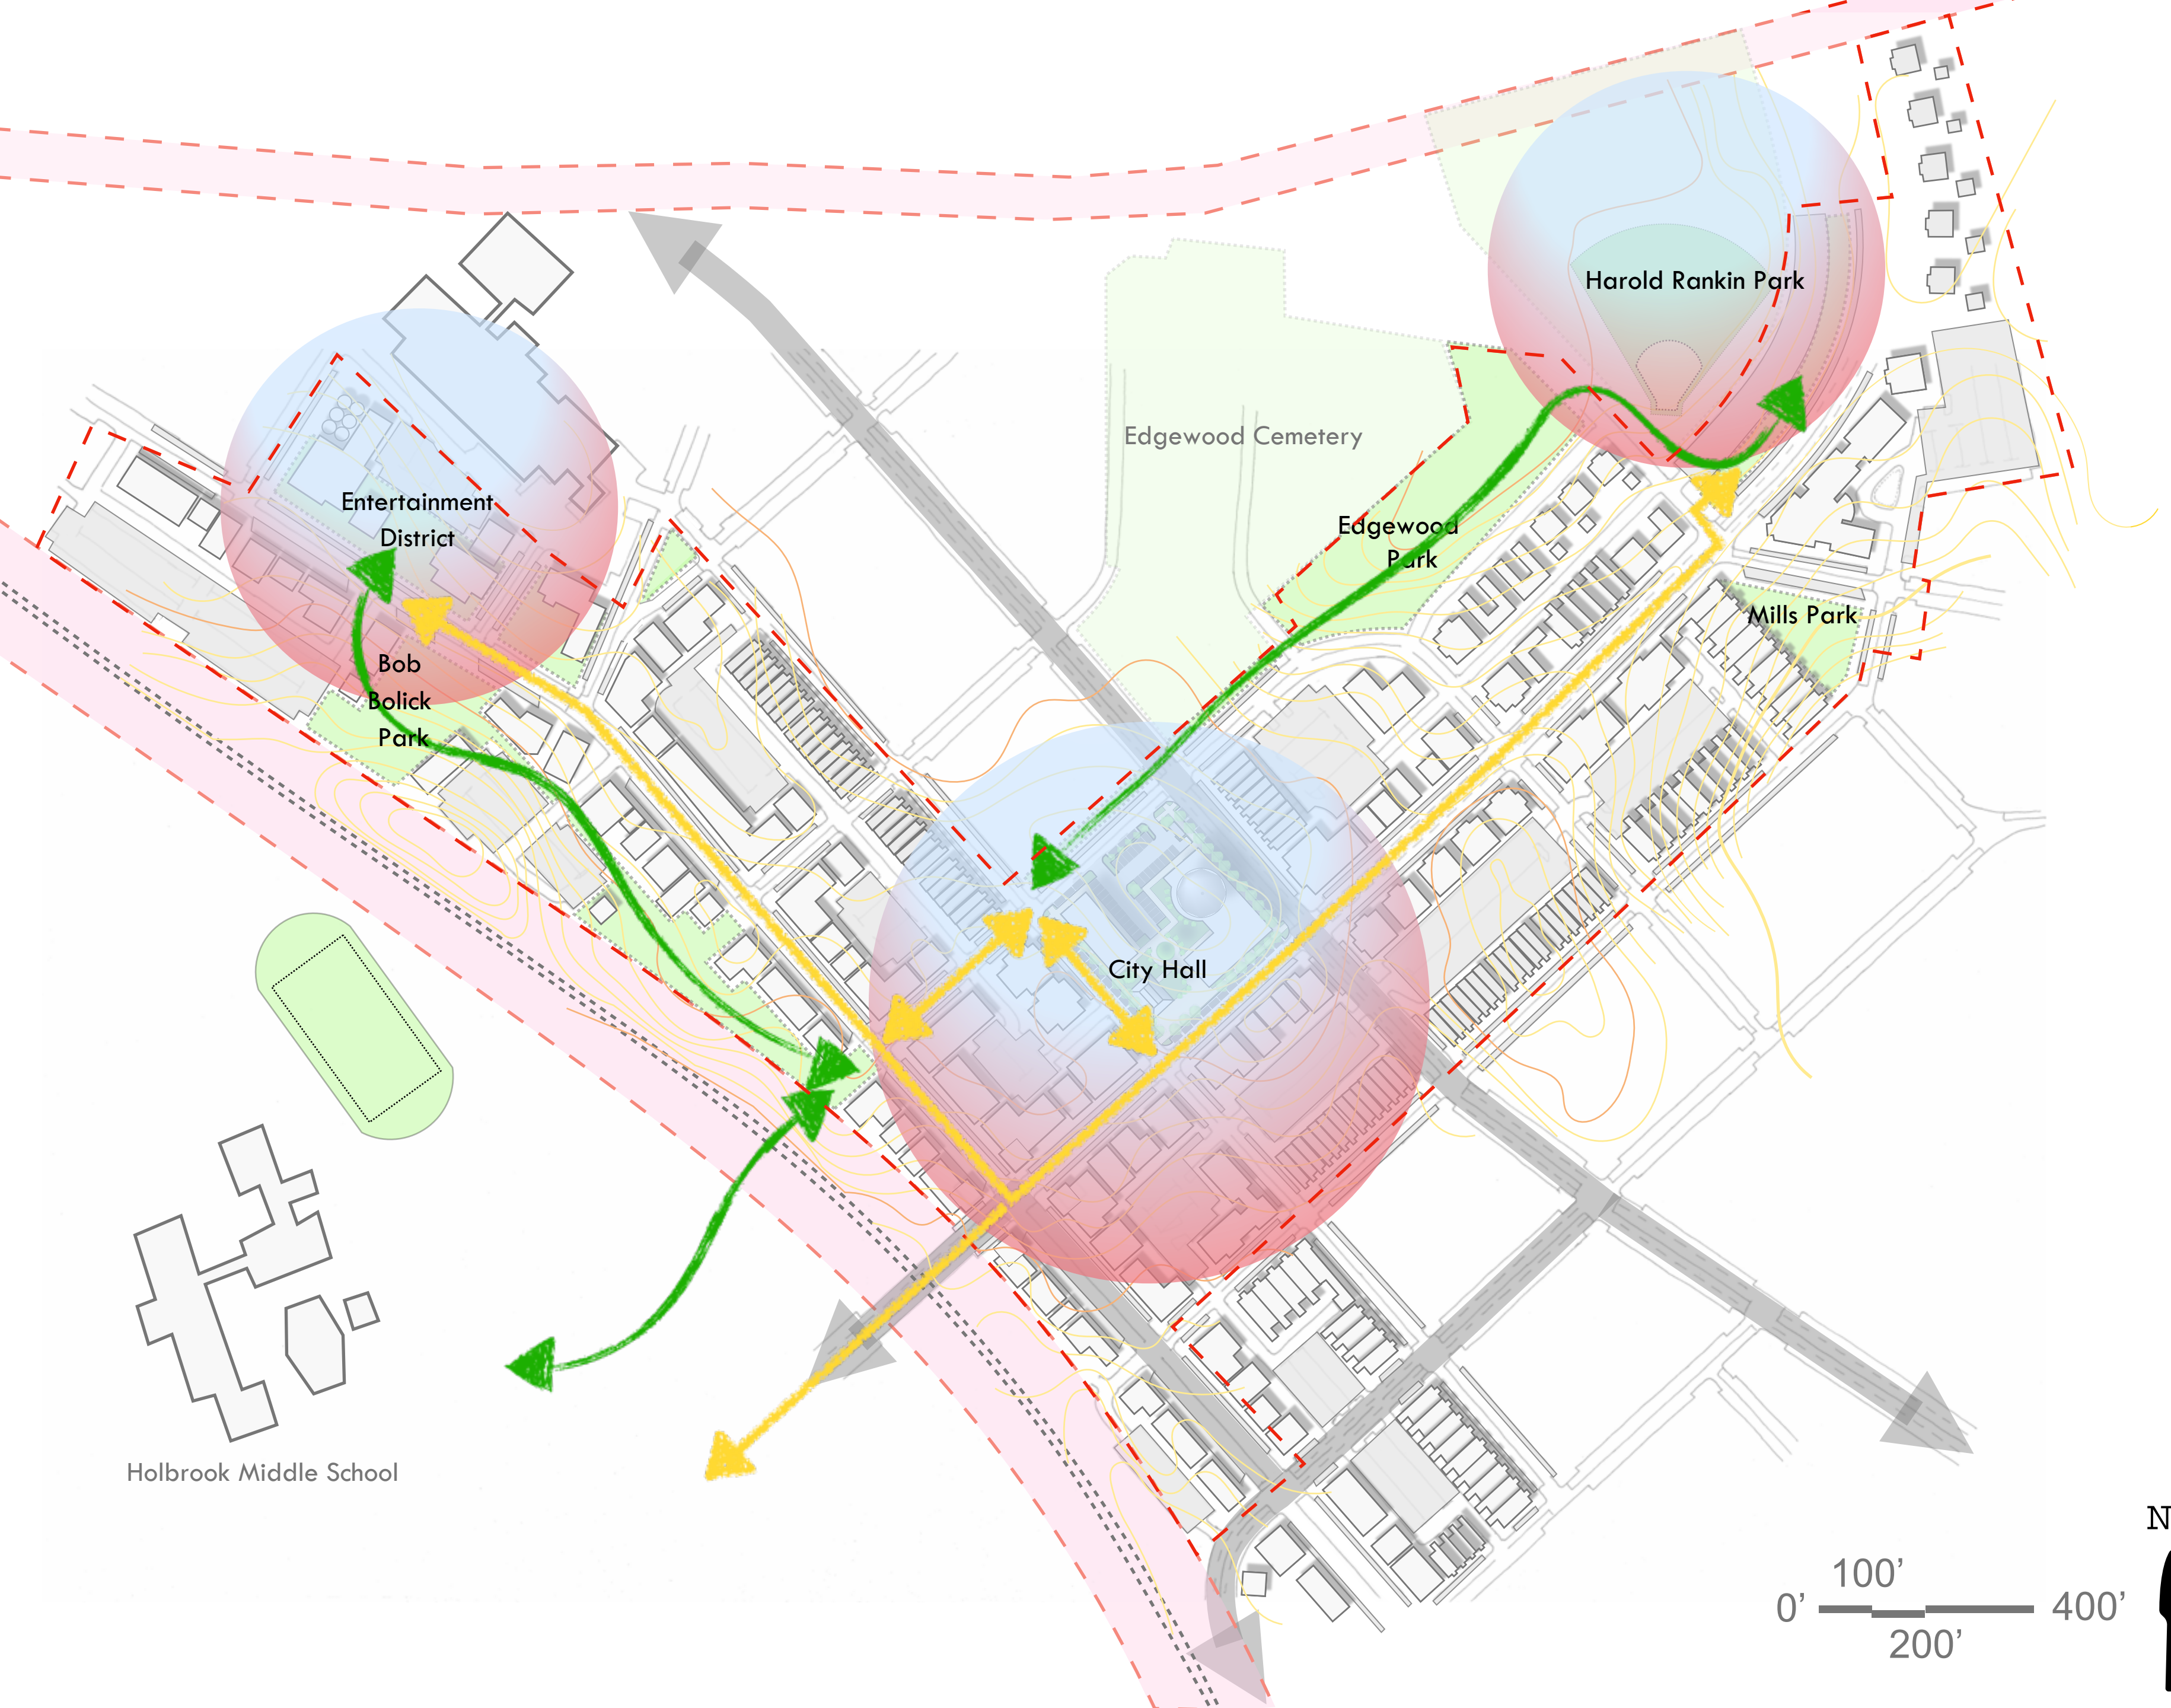 Harold Rankin Park
Edgewood Cemetery
Entertainment
District
Edgewood
Park
Mills Park
Bob
Bolick
Park
City Hall
Holbrook Middle School
N
100’
0’
400’
200’